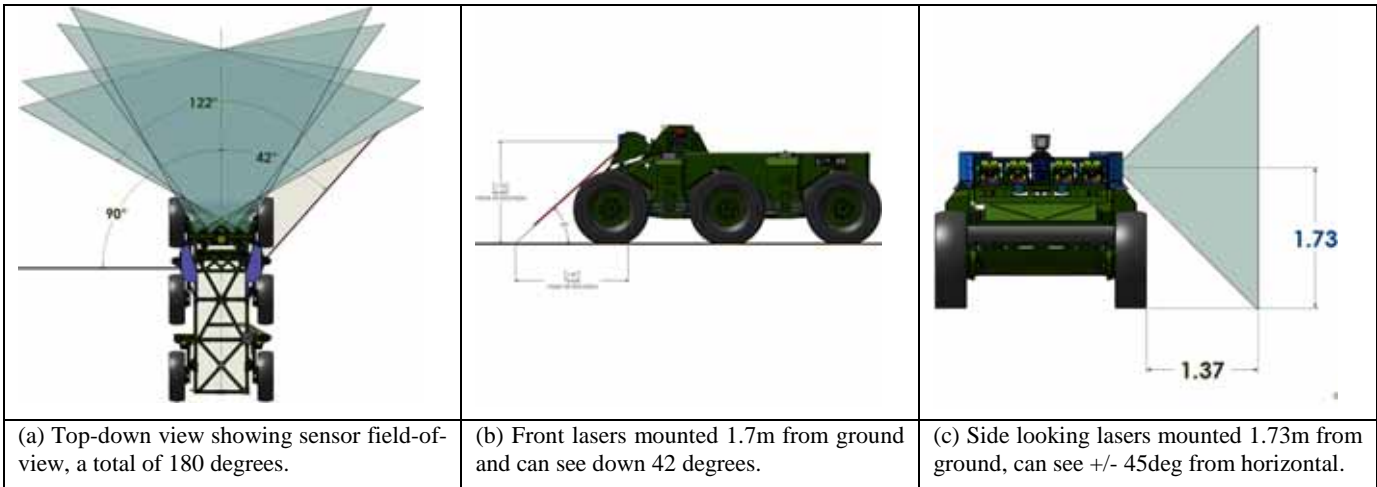 122°
42°
90°
1.73
1.37
(a) Top-down view showing sensor field-of-
view, a total of 180 degrees.
(b) Front lasers mounted 1.7m from ground
and can see down 42 degrees.
(c) Side looking lasers mounted 1.73m from
ground, can see +/- 45deg from horizontal.